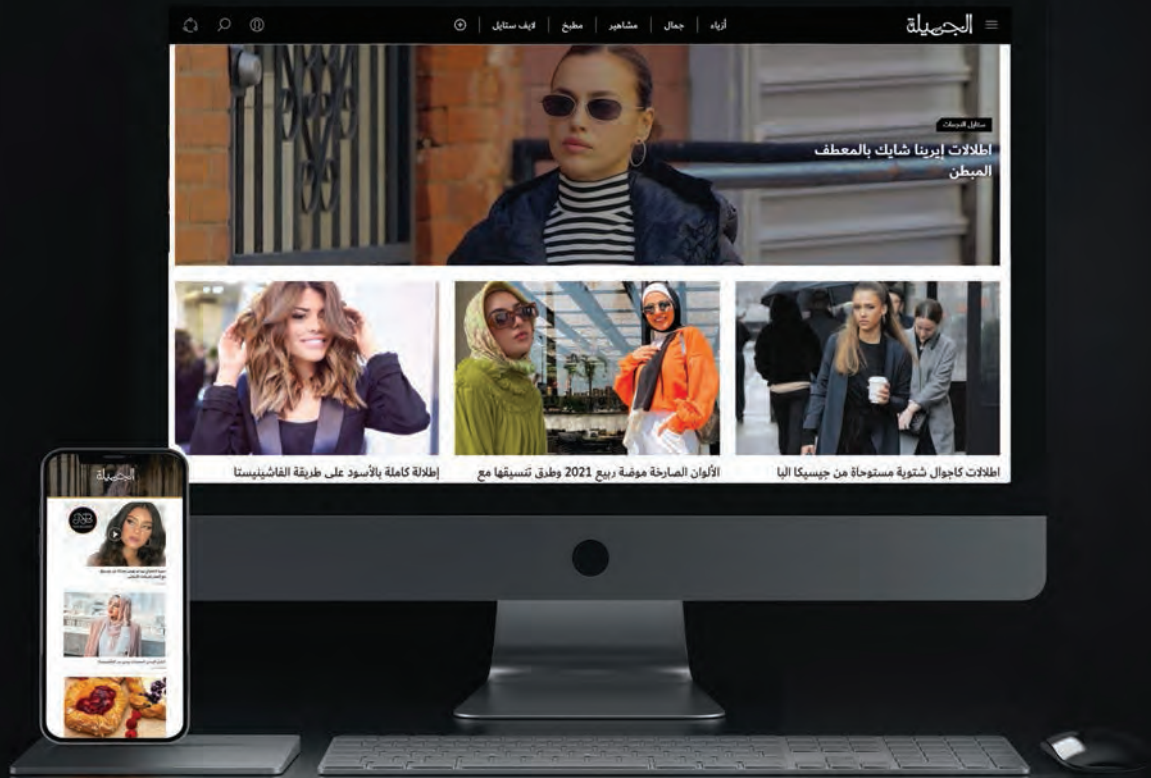 الجميلة
أزياء | جمال | مشاهير | مطبخ | لايف ستايل
ستايل النجمات
اطلالات إيرينا شايك بالمعطف
المبطن
اطلالات كاجوال شتوية مستوحاة من جيسيكا البا
الألوان الصارخة موضة ربيع 2021 وطرق تنسيقها مع
إطلالة كاملة بالأسود على طريقة الفاشينيستا
الجميلة